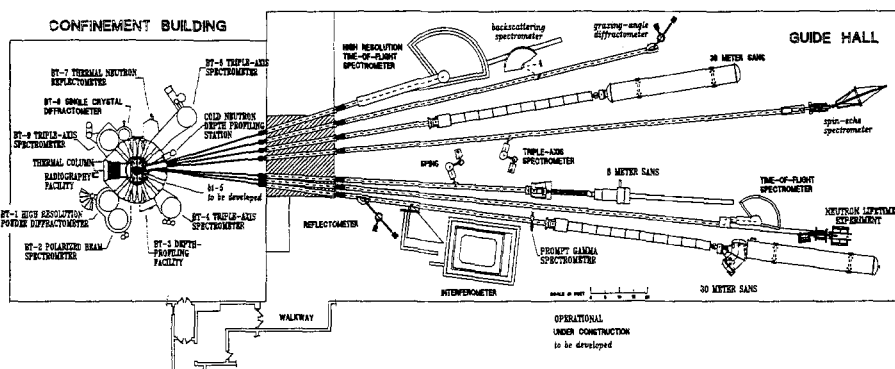 CONFINEMENT BUILDING
GUIDE HALL
BT-7 THERMAL NEUTRON
REFLECTOMETER
BT-8 SINGLE CRYSTAL
DIFFRACTOMETER
BT-9 TRIPLE-AXIS
SPECTROMETER
THERMAL COLUMN
RADIOGRAPHY
FACILITY
BT-1 HIGH RESOLUTION
POWDER DIFFRACTOMETER
BT-2 POLARIZED BEAM
SPECTROMETER
BT-3 DEPTH-
PROFILING
FACILITY
BT-4 TRIPLE-AXIS
SPECTROMETER
bt-5
to be developed
COLD NEUTRON
DEPTH PROFILING
STATION
TRIPLE-AXIS
SPECTROMETER
HIGH RESOLUTION
TIME-OF-FLIGHT
SPECTROMETER
backscattering
spectrometer
grazing-angle
diffractometer
30 METER SANS
spin-echo
spectrometer
SPINS
TRIPLE-AXIS
SPECTROMETER
8 METER SANS
TIME-OF-FLIGHT
SPECTROMETER
NEUTRON LIFETIME
EXPERIMENT
REFLECTOMETER
PROMPT GAMMA
SPECTROMETER
30 METER SANS
INTERFEROMETER
WALKWAY
OPERATIONAL
UNDER CONSTRUCTION
to be developed